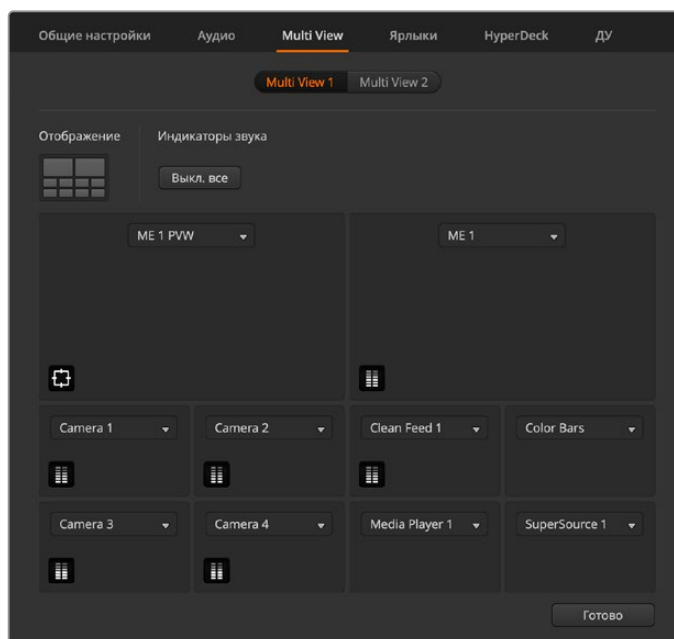 Общие настройки Аудио Multi View Ярлыки HyperDeck ДУ
Multi View 1 Multi View 2
Отображение Индикаторы звука
Выкл. все
ME 1 PVW ME 1
Camera 1 Camera 2 Clean Feed 1 Color Bars
Camera 3 Camera 4 Media Player 1 SuperSource 1
Готово